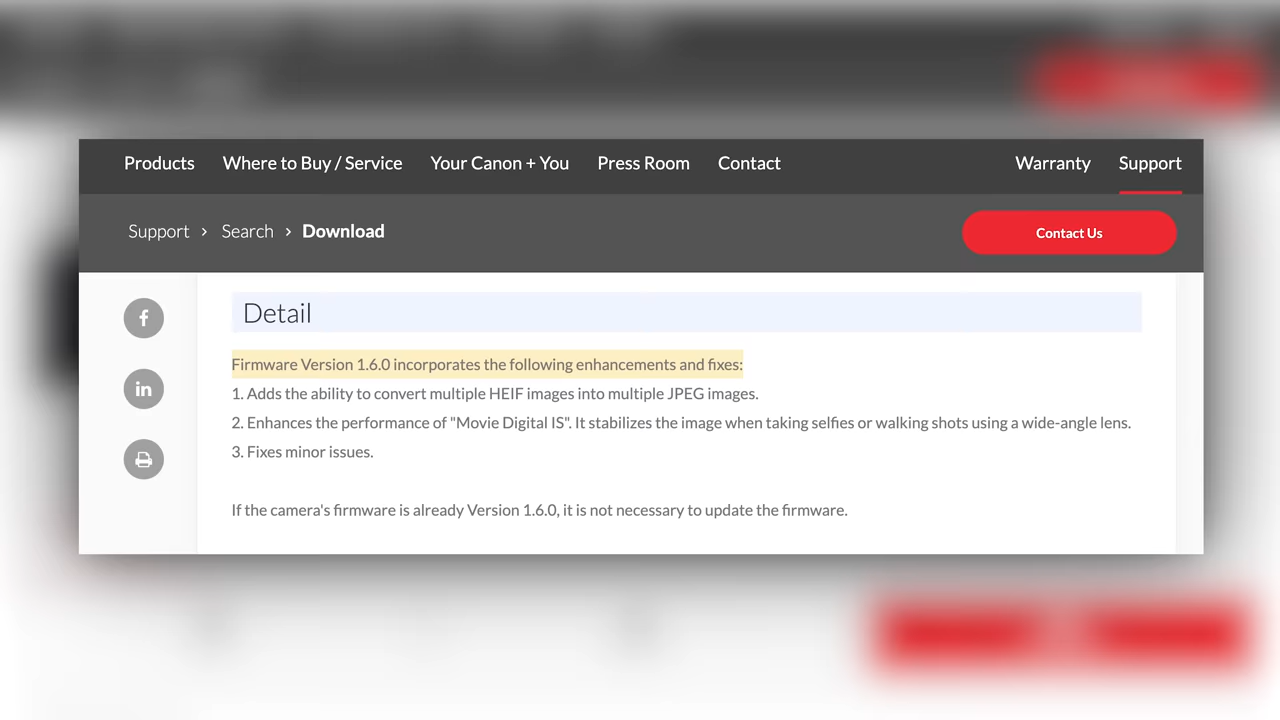 Products Where to Buy / Service Your Canon + You Press Room Contact Warranty Support
Support > Search > Download
Contact Us
Detail
Firmware Version 1.6.0 incorporates the following enhancements and fixes:
1. Adds the ability to convert multiple HEIF images into multiple JPEG images.
2. Enhances the performance of "Movie Digital IS". It stabilizes the image when taking selfies or walking shots using a wide-angle lens.
3. Fixes minor issues.
If the camera's firmware is already Version 1.6.0, it is not necessary to update the firmware.